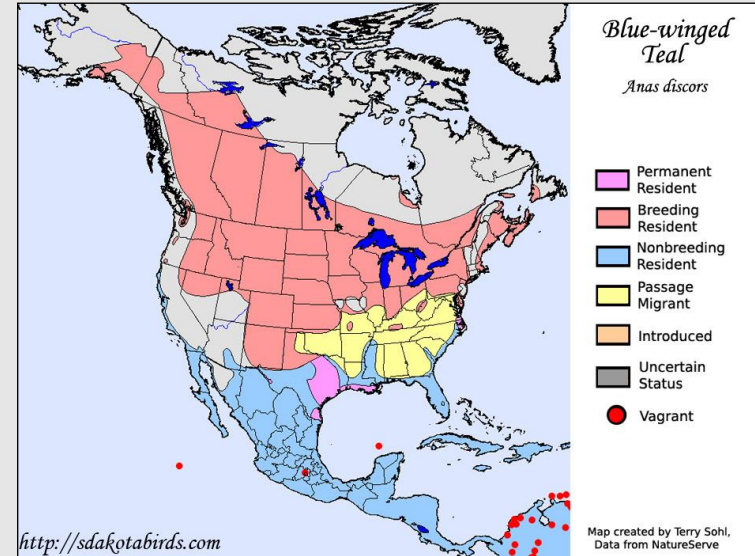 Blue-winged
Teal
Anas discors
Permanent
Resident
Breeding
Resident
Nonbreeding
Resident
Passage
Migrant
Introduced
Uncertain
Status
Vagrant
http://sdakotabirds.com
Map created by Terry Sohl,
Data from NatureServe